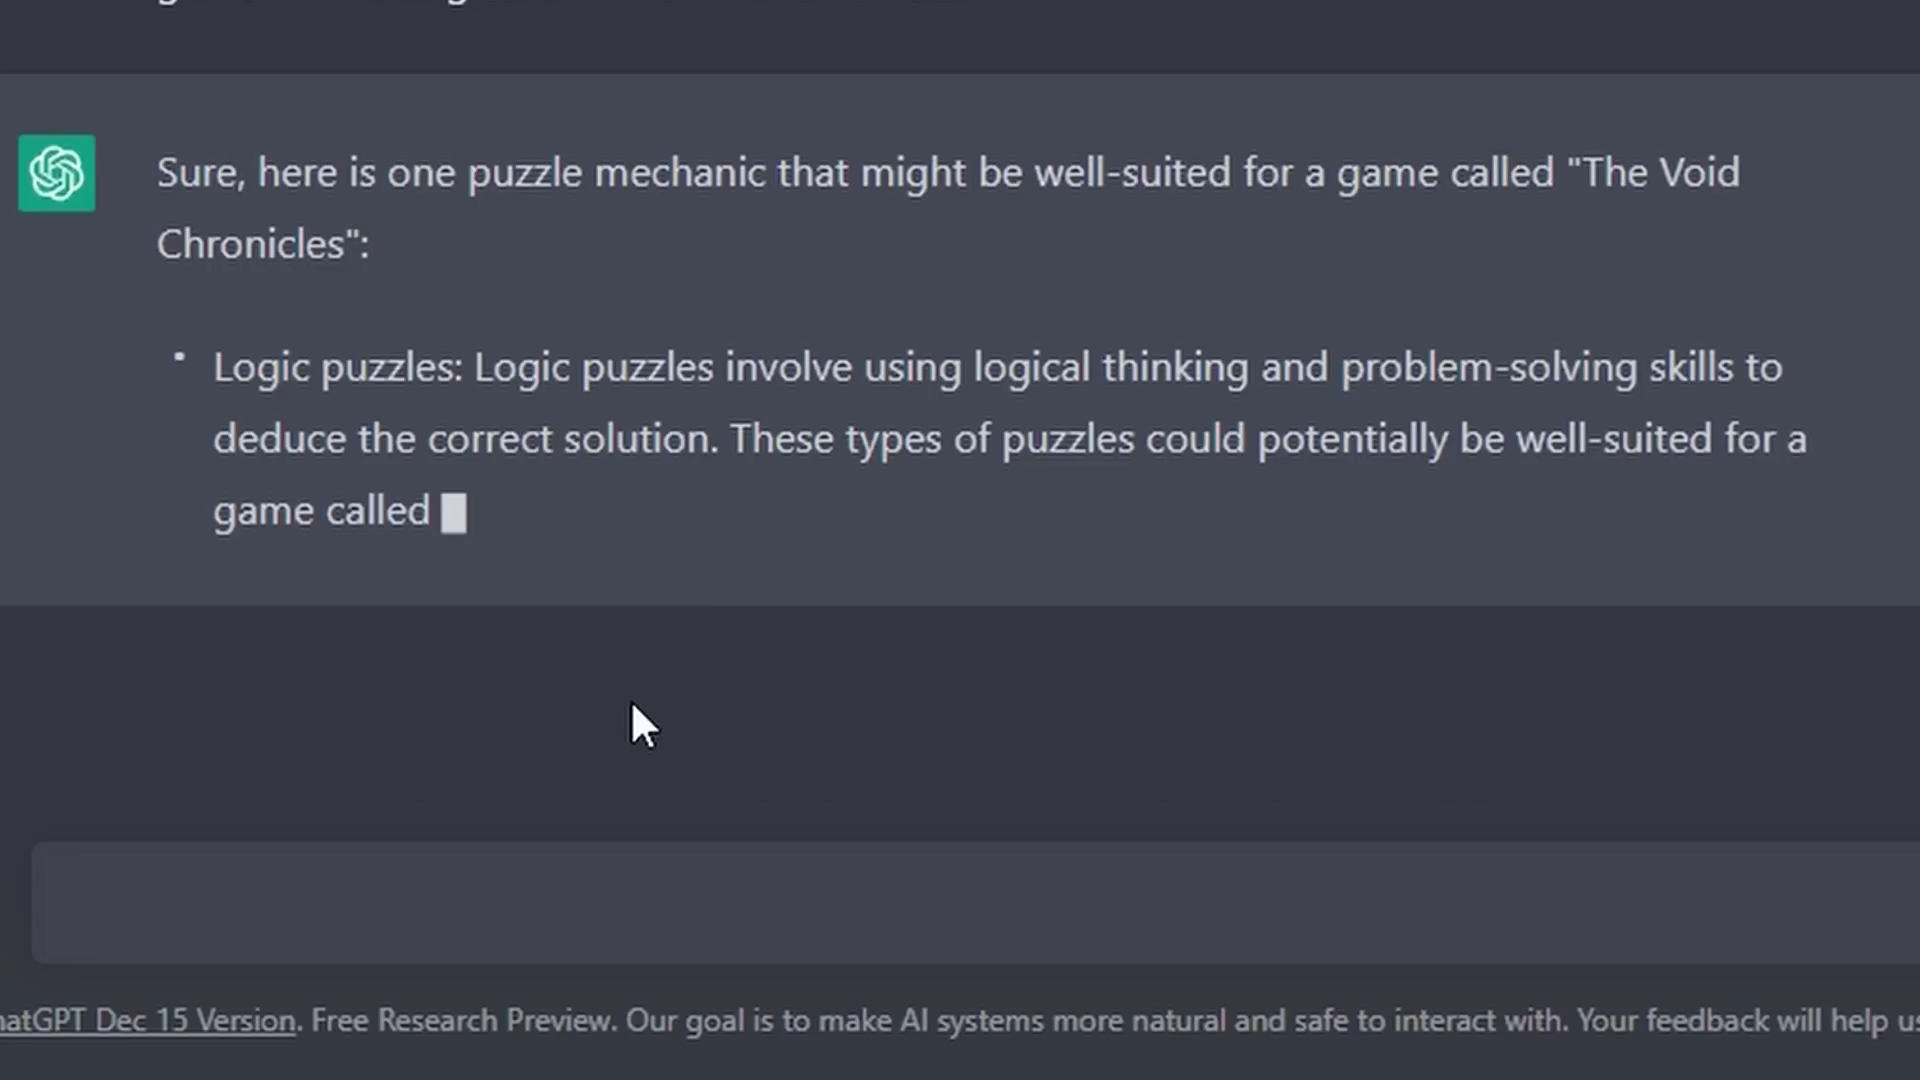 Sure, here is one puzzle mechanic that might be well-suited for a game called "The Void
Chronicles":
• Logic puzzles: Logic puzzles involve using logical thinking and problem-solving skills to
deduce the correct solution. These types of puzzles could potentially be well-suited for a
game called
hatGPT Dec 15 Version. Free Research Preview. Our goal is to make AI systems more natural and safe to interact with. Your feedback will help us